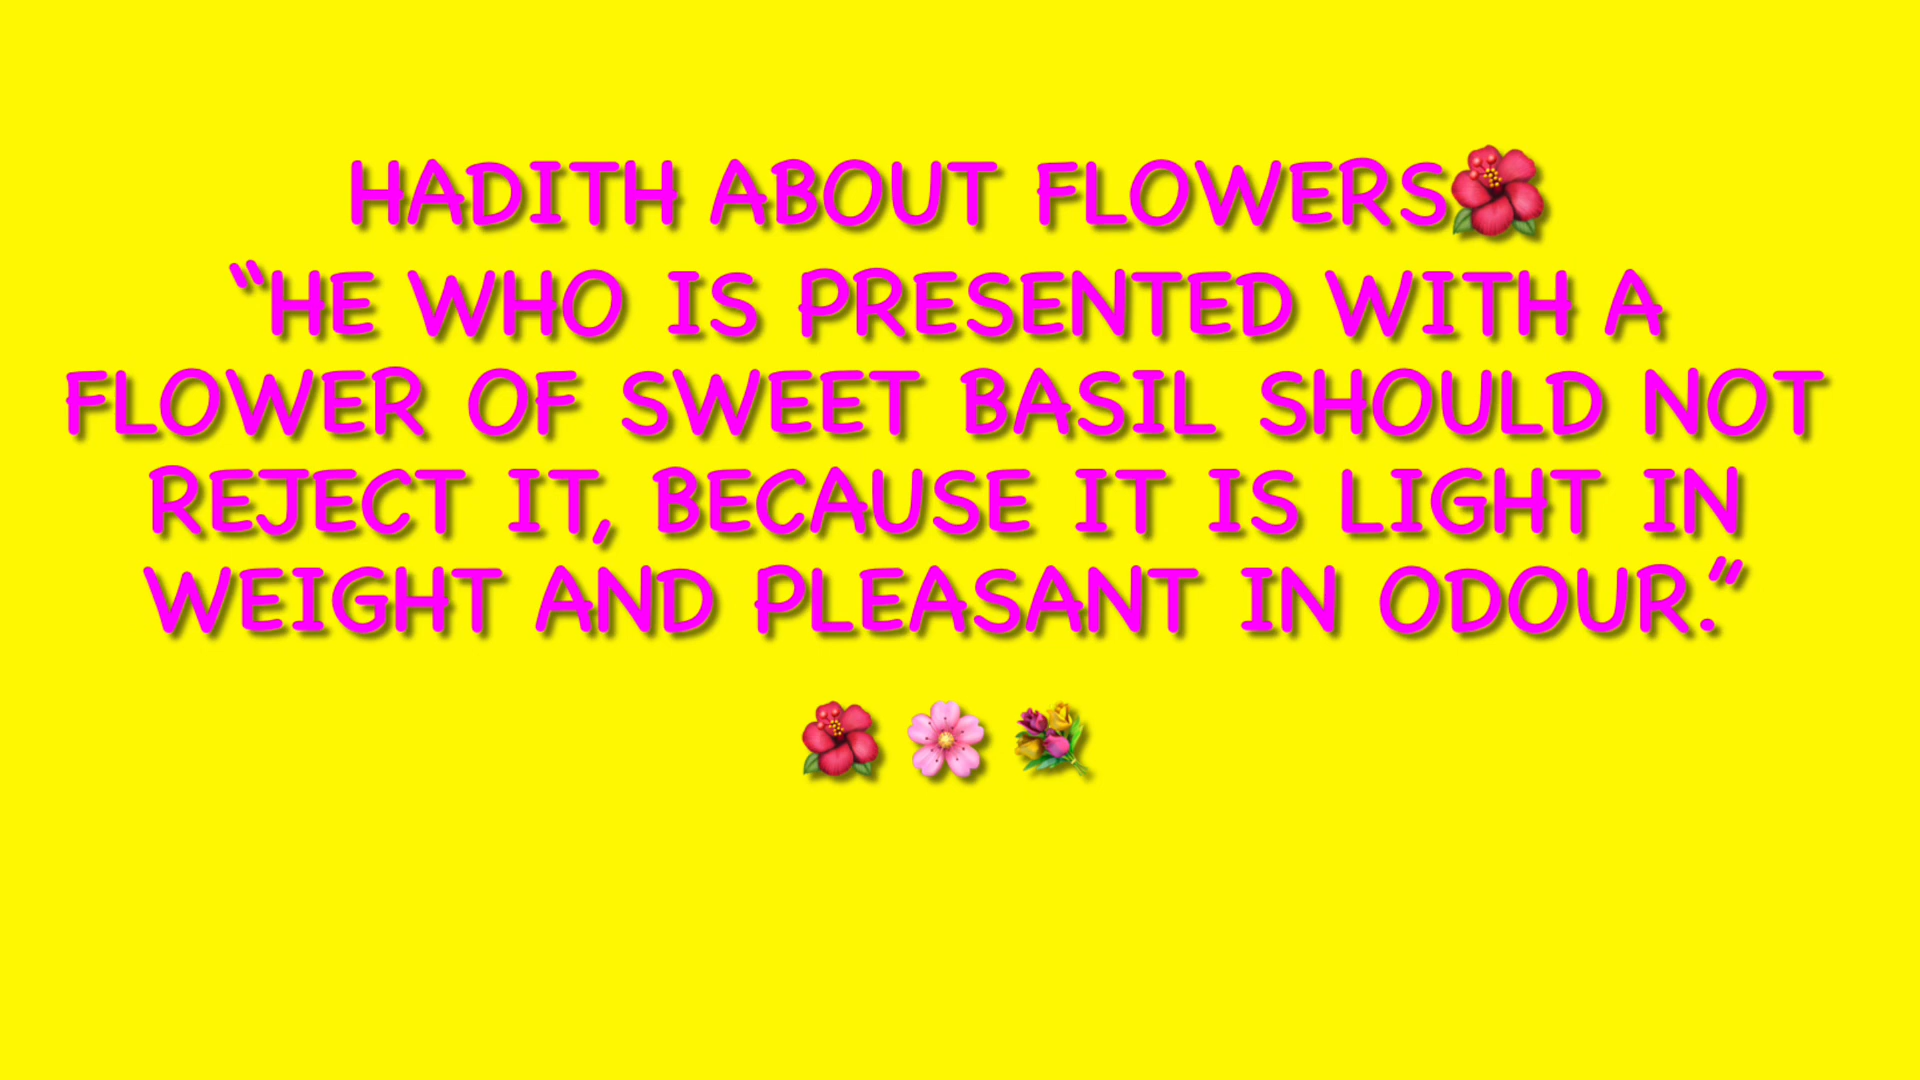 HADITH ABOUT FLOWERS🌺
“HE WHO IS PRESENTED WITH A
FLOWER OF SWEET BASIL SHOULD NOT
REJECT IT, BECAUSE IT IS LIGHT IN
WEIGHT AND PLEASANT IN ODOUR.”
🌺 🌸 💐